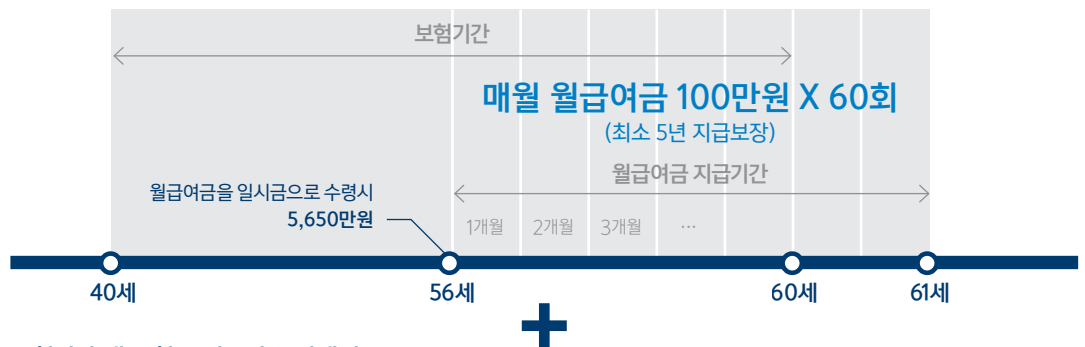 보험기간
매월 월급여금 100만원 X 60회
(최소 5년 지급보장)
월급여금 지급기간
월급여금을 일시금으로 수령시
5,650만원
1개월 2개월 3개월 ...
40세 56세 60세 61세
+